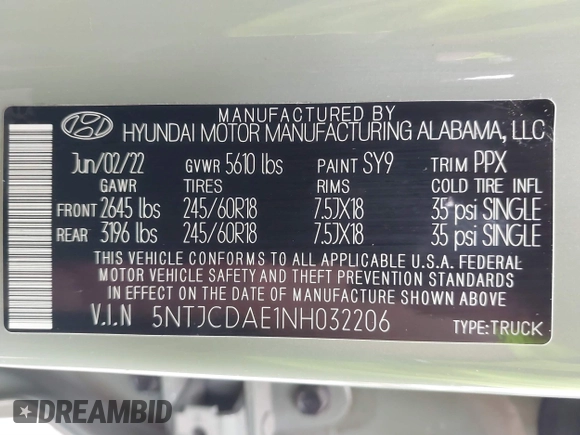 MANUFACTURED BY
HYUNDAI MOTOR MANUFACTURING ALABAMA, LLC
Jun/02/22 GVWR 5610 lbs PAINT SY9 TRIM PPX
GAWR TIRES RIMS COLD TIRE INFL
FRONT 2645 lbs 245/60R18 7.5JX18 35 psi SINGLE
REAR 3196 lbs 245/60R18 7.5JX18 35 psi SINGLE
THIS VEHICLE CONFORMS TO ALL APPLICABLE U.S.A. FEDERAL
MOTOR VEHICLE SAFETY AND THEFT PREVENTION STANDARDS
IN EFFECT ON THE DATE OF MANUFACTURE SHOWN ABOVE
V.I.N 5NTJCDAE1NH032206 TYPE:TRUCK
DREAMBID